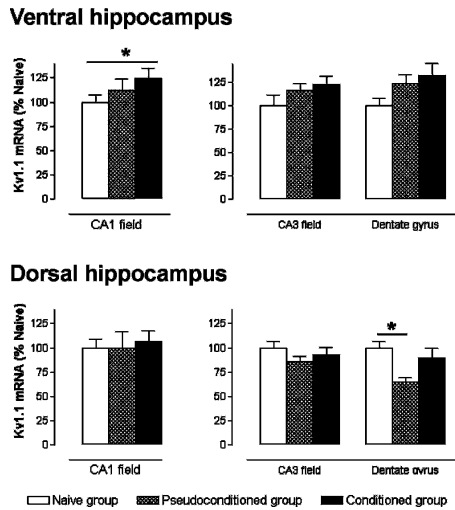 Ventral hippocampus
*
Kv1.1 mRNA (% Naive)
125
100
75
50
25
0
CA1 field
125
100
75
50
25
0
CA3 field Dentate gyrus
Dorsal hippocampus
Kv1.1 mRNA (% Naive)
125
100
75
50
25
0
CA1 field
*
125
100
75
50
25
0
CA3 field Dentate gyrus
Naive group Pseudoconditioned group Conditioned group